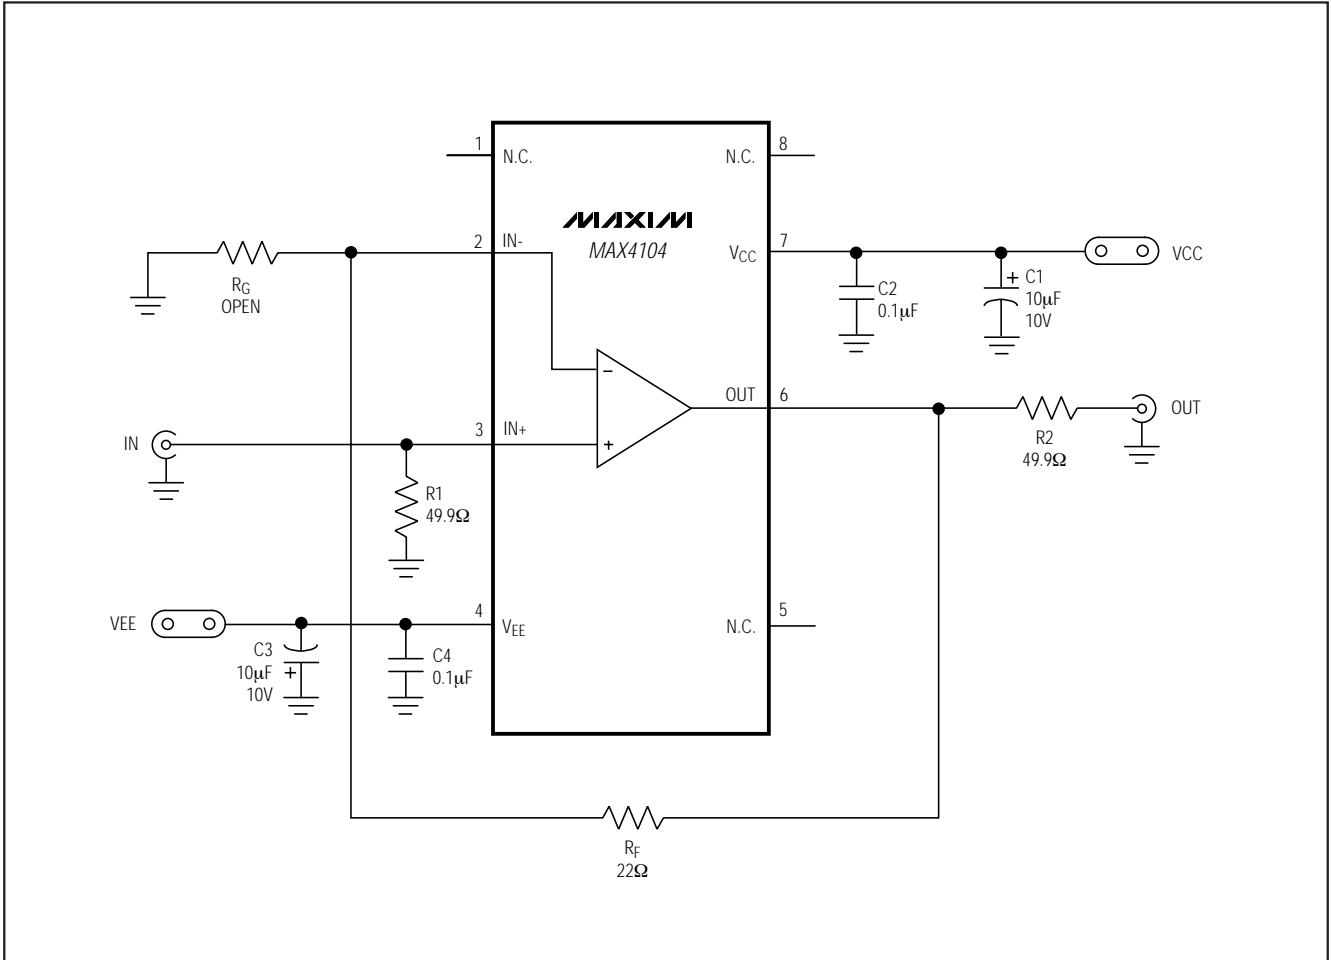 1
N.C.
8
N.C.
MAXIM
MAX4104
2
IN-
7
VCC
VCC
RG
OPEN
C2
0.1µF
+
C1
10µF
10V
−
OUT
6
OUT
R2
49.9Ω
IN
3
IN+
+
R1
49.9Ω
VEE
4
VEE
5
N.C.
C3
10µF
10V
+
C4
0.1µF
RF
22Ω